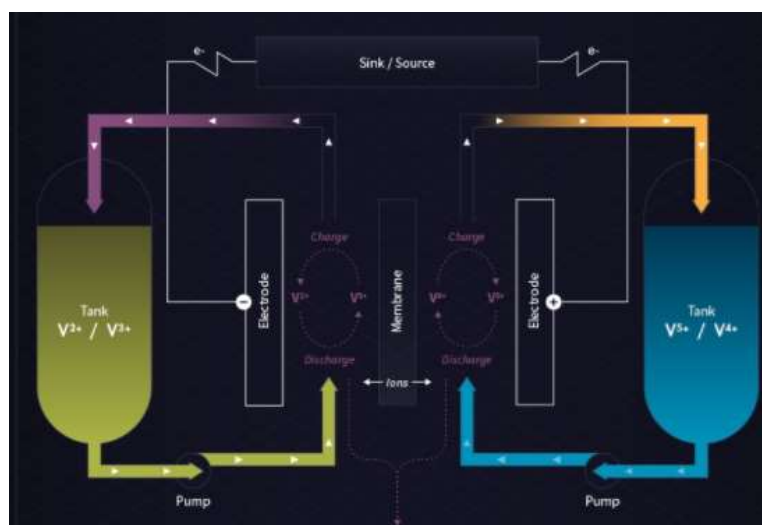 e-
Sink / Source
e-
Charge
Charge
Electrode
Membrane
Electrode
−
+
Tank
V²⁺ / V³⁺
Tank
V⁵⁺ / V⁴⁺
Discharge
Discharge
Ions
Pump
Pump